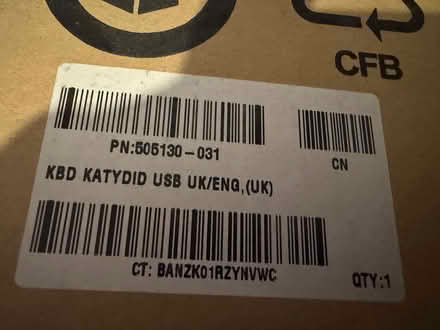 CFB
PN:505130-031
CN
KBD KATYDID USB UK/ENG,(UK)
CT: BANZK01RZYNVWC
QTY:1